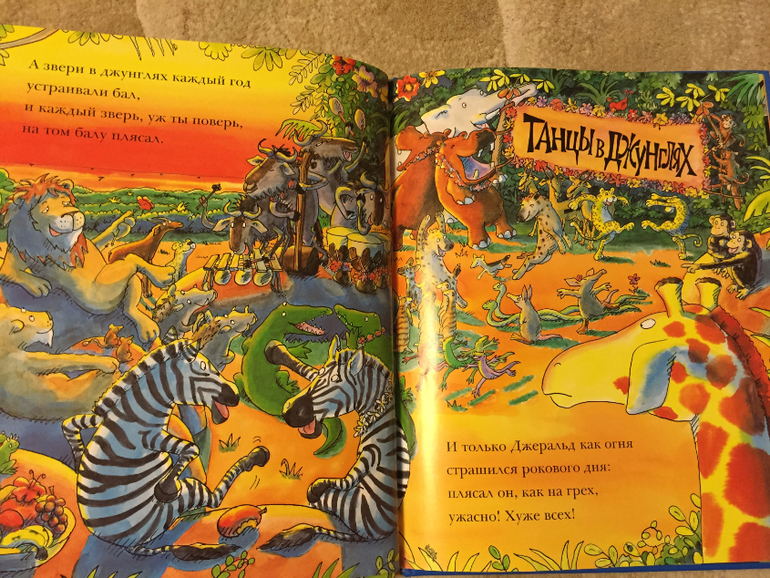 А звери в джунглях каждый год
устраивали бал,
и каждый зверь, уж ты поверь,
на том балу плясал.
ТАНЦЫ В ДЖУНГЛЯХ
И только Джеральд как огня
страшился рокового дня:
плясал он, как на грех,
ужасно! Хуже всех!